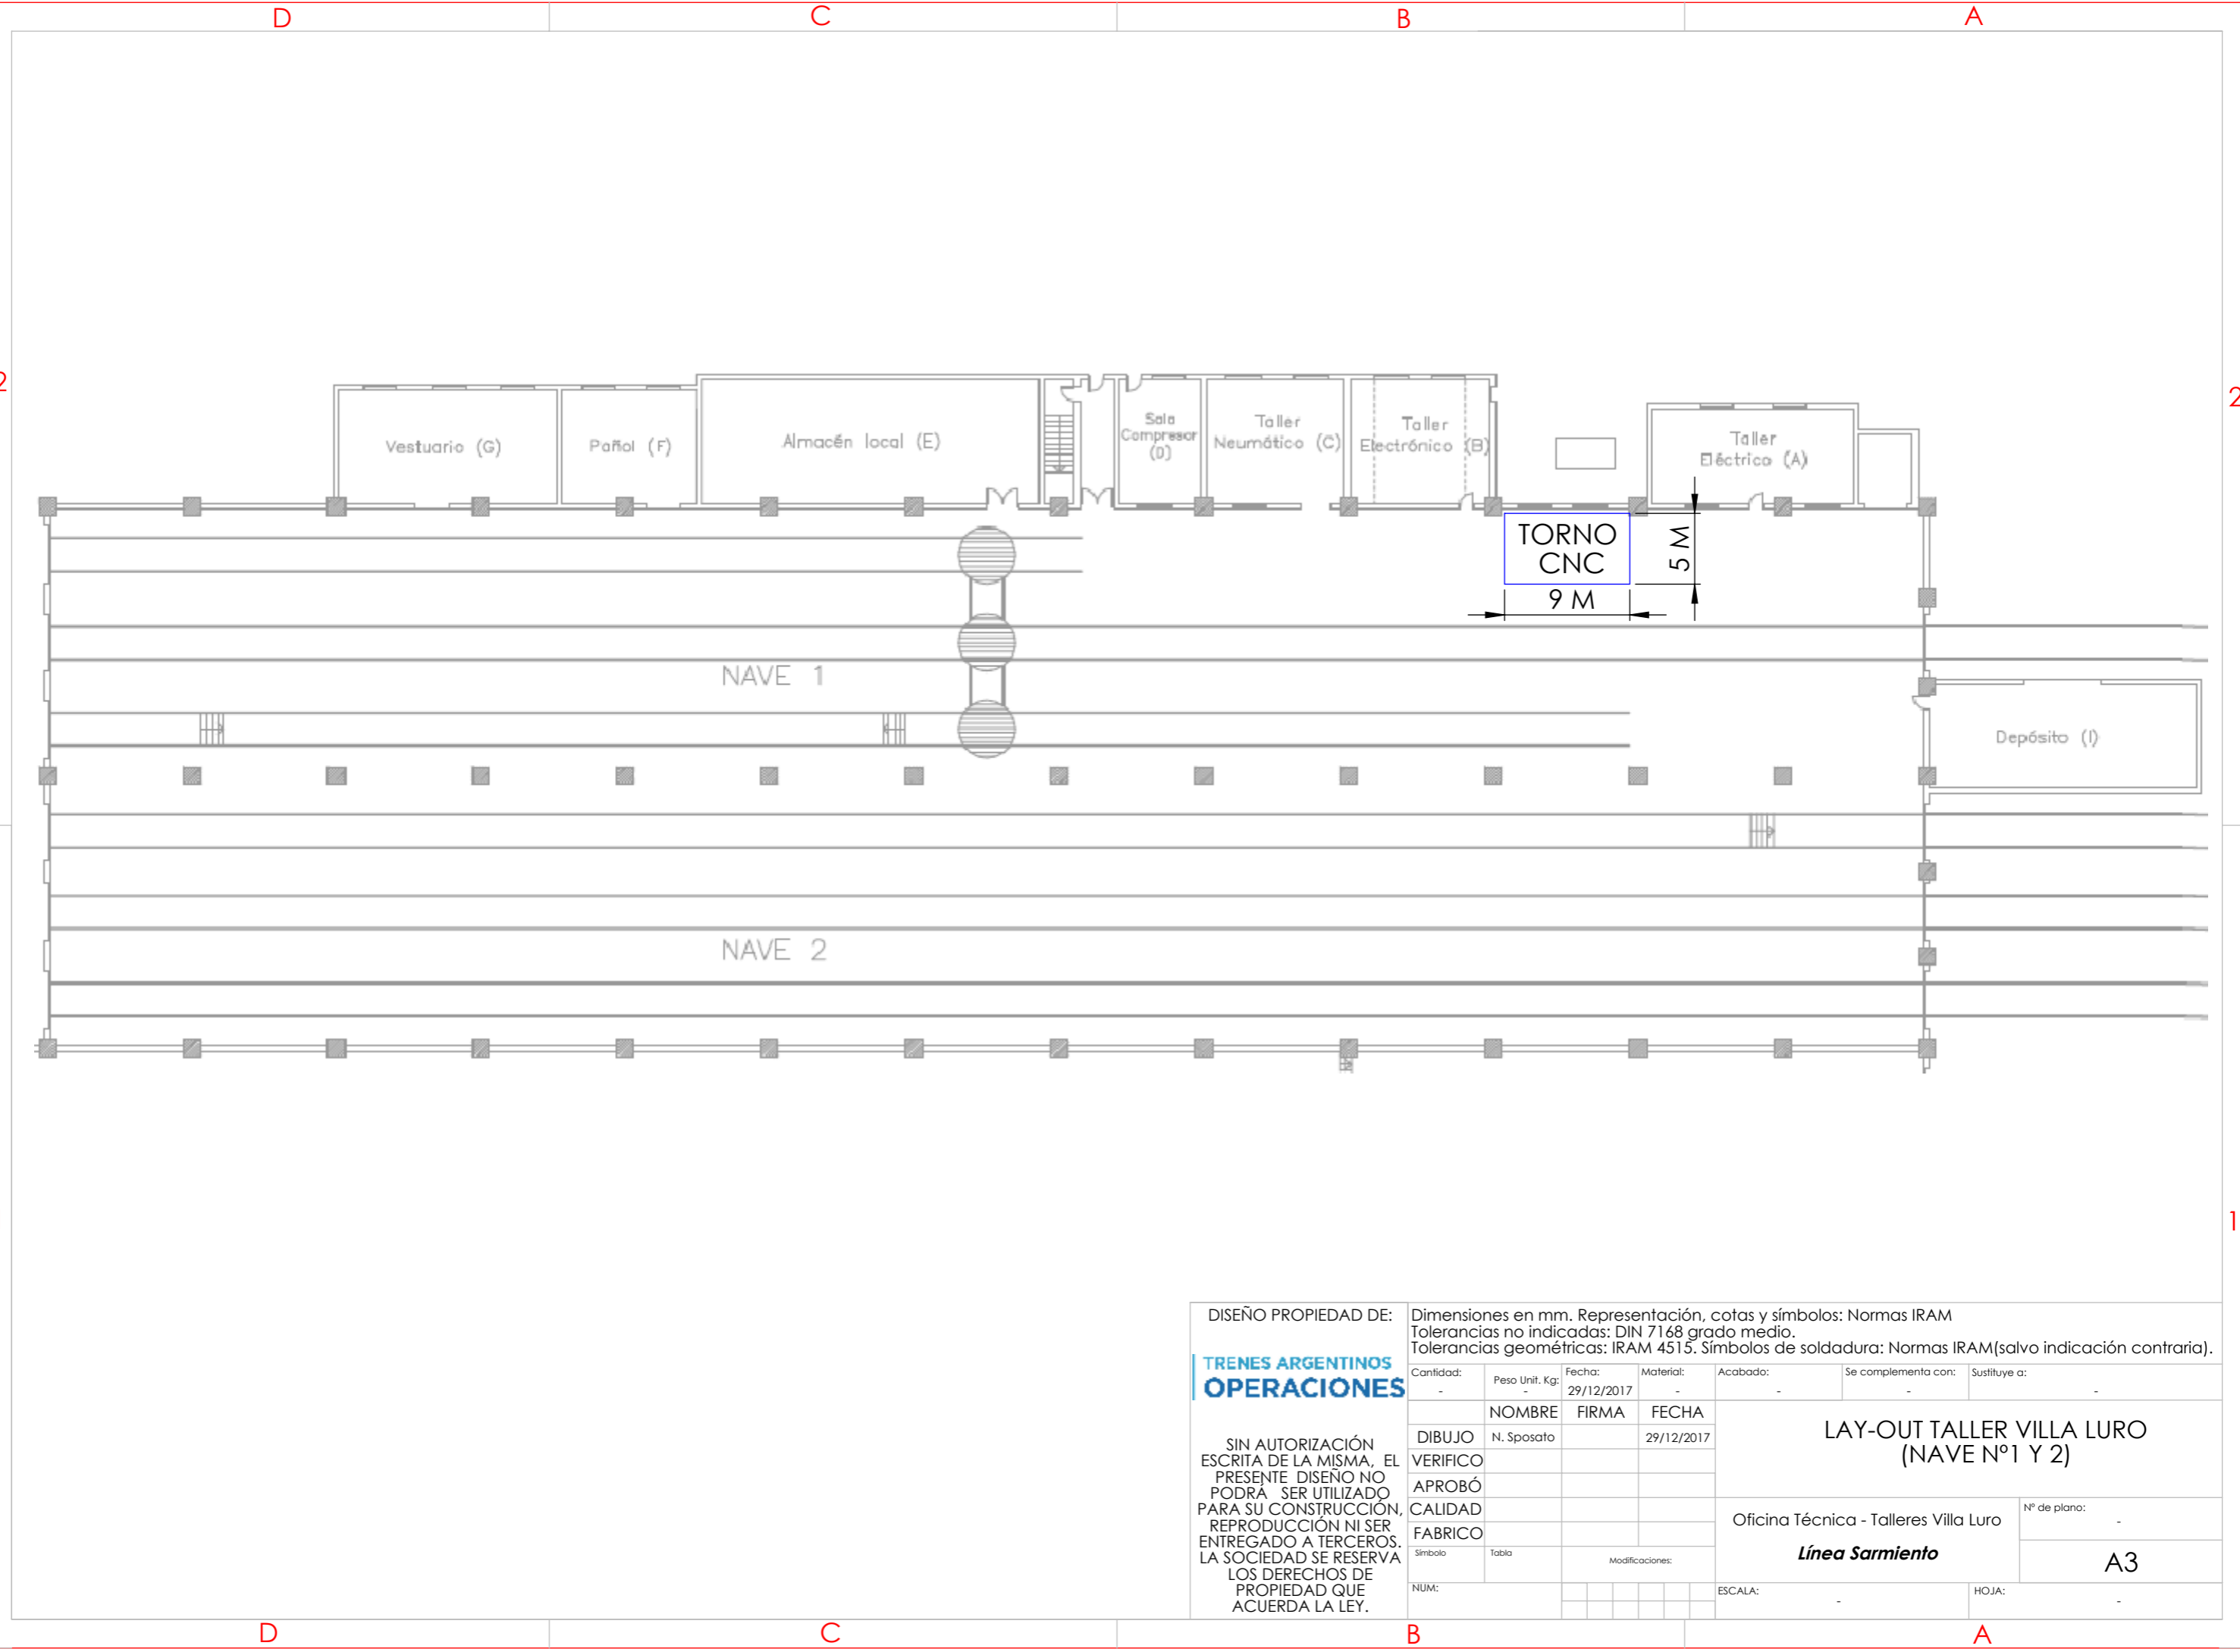 D
C
B
A
2
2
Vestuario (G)
Pañol (F)
Almacén local (E)
Sala
Compresor
(D)
Taller
Neumático (C)
Taller
Electrónico (B)
Taller
Eléctrico (A)
TORNO
CNC
5 M
9 M
NAVE 1
Depósito (I)
NAVE 2
1
DISEÑO PROPIEDAD DE:
TRENES ARGENTINOS
OPERACIONES
SIN AUTORIZACIÓN
ESCRITA DE LA MISMA, EL
PRESENTE DISEÑO NO
PODRÁ SER UTILIZADO
PARA SU CONSTRUCCIÓN,
REPRODUCCIÓN NI SER
ENTREGADO A TERCEROS.
LA SOCIEDAD SE RESERVA
LOS DERECHOS DE
PROPIEDAD QUE
ACUERDA LA LEY.
Dimensiones en mm. Representación, cotas y símbolos: Normas IRAM
Tolerancias no indicadas: DIN 7168 grado medio.
Tolerancias geométricas: IRAM 4515. Símbolos de soldadura: Normas IRAM(salvo indicación contraria).
Cantidad: - Peso Unit. Kg: - Fecha: 29/12/2017 Material: - Acabado: - Se complementa con: - Sustituye a: -
NOMBRE FIRMA FECHA
DIBUJO N. Sposato 29/12/2017
VERIFICO
APROBÓ
CALIDAD
FABRICO
Símbolo Tabla Modificaciones:
NUM:
LAY-OUT TALLER VILLA LURO
(NAVE Nº1 Y 2)
Oficina Técnica - Talleres Villa Luro
Línea Sarmiento
Nº de plano:
-
A3
ESCALA: -
HOJA: -
D
C
B
A